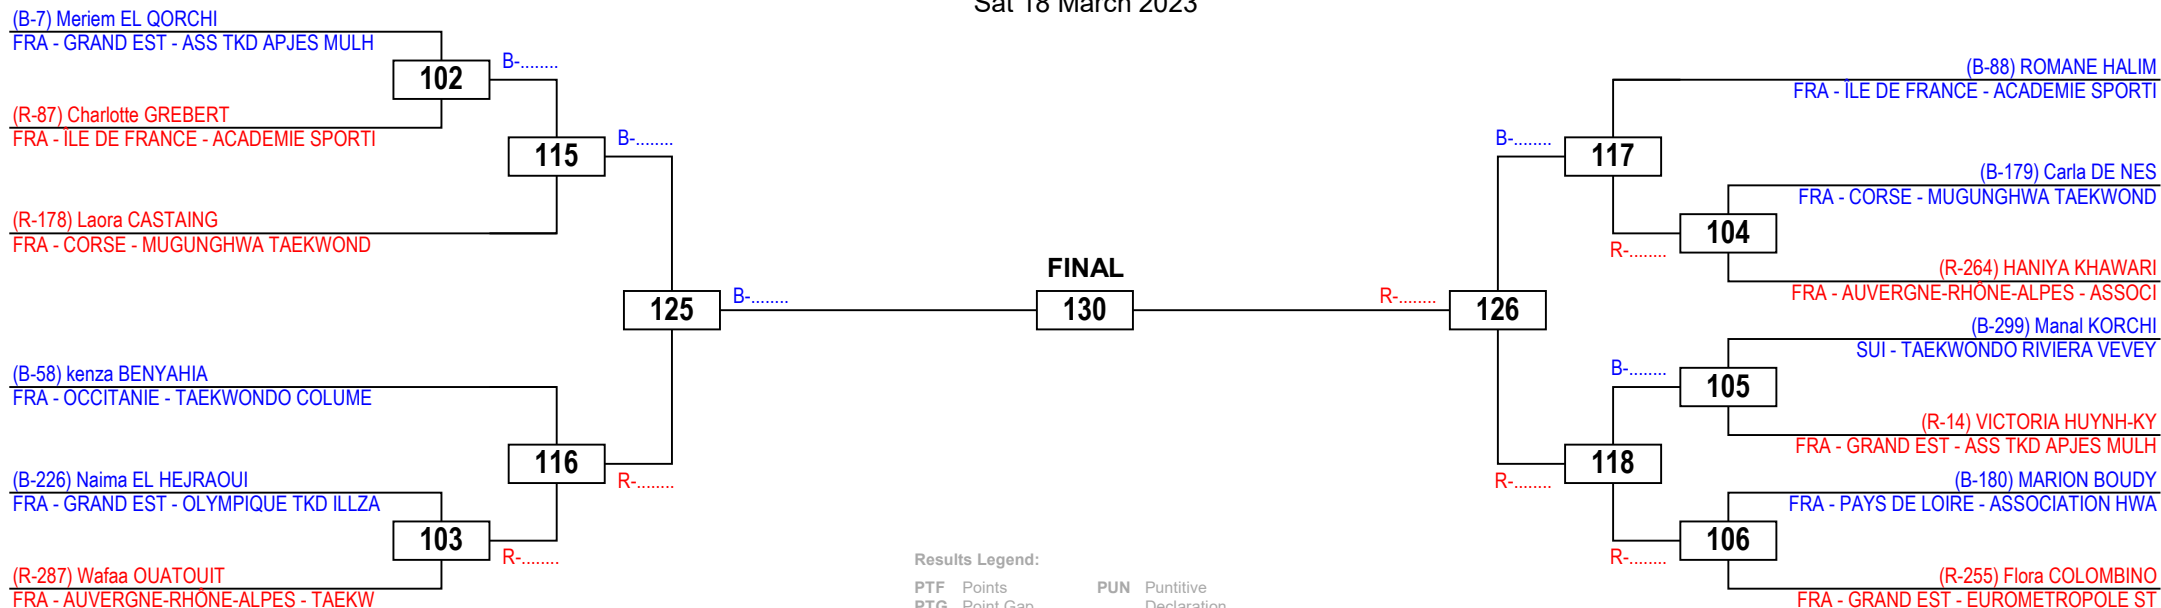 Sat 18 March 2023
(B-7) Meriem EL QORCHI
FRA - GRAND EST - ASS TKD APJES MULH
102
B-........
(R-87) Charlotte GREBERT
FRA - ÎLE DE FRANCE - ACADEMIE SPORTI
115
B-........
(R-178) Laora CASTAING
FRA - CORSE - MUGUNGHWA TAEKWOND
125
B-........
(B-58) kenza BENYAHIA
FRA - OCCITANIE - TAEKWONDO COLUME
116
R-........
(B-226) Naima EL HEJRAOUI
FRA - GRAND EST - OLYMPIQUE TKD ILLZA
103
R-........
(R-287) Wafaa OUATOUIT
FRA - AUVERGNE-RHÔNE-ALPES - TAEKW
FINAL
130
(B-88) ROMANE HALIM
FRA - ÎLE DE FRANCE - ACADEMIE SPORTI
B-........
117
(B-179) Carla DE NES
FRA - CORSE - MUGUNGHWA TAEKWOND
104
R-........
(R-264) HANIYA KHAWARI
FRA - AUVERGNE-RHÔNE-ALPES - ASSOCI
R-........
126
(B-299) Manal KORCHI
SUI - TAEKWONDO RIVIERA VEVEY
B-........
105
(R-14) VICTORIA HUYNH-KY
FRA - GRAND EST - ASS TKD APJES MULH
118
R-........
(B-180) MARION BOUDY
FRA - PAYS DE LOIRE - ASSOCIATION HWA
106
R-........
(R-255) Flora COLOMBINO
FRA - GRAND EST - EUROMETROPOLE ST
Results Legend:
PTF Points PUN Puntitive
PTG Point Gap Declaration